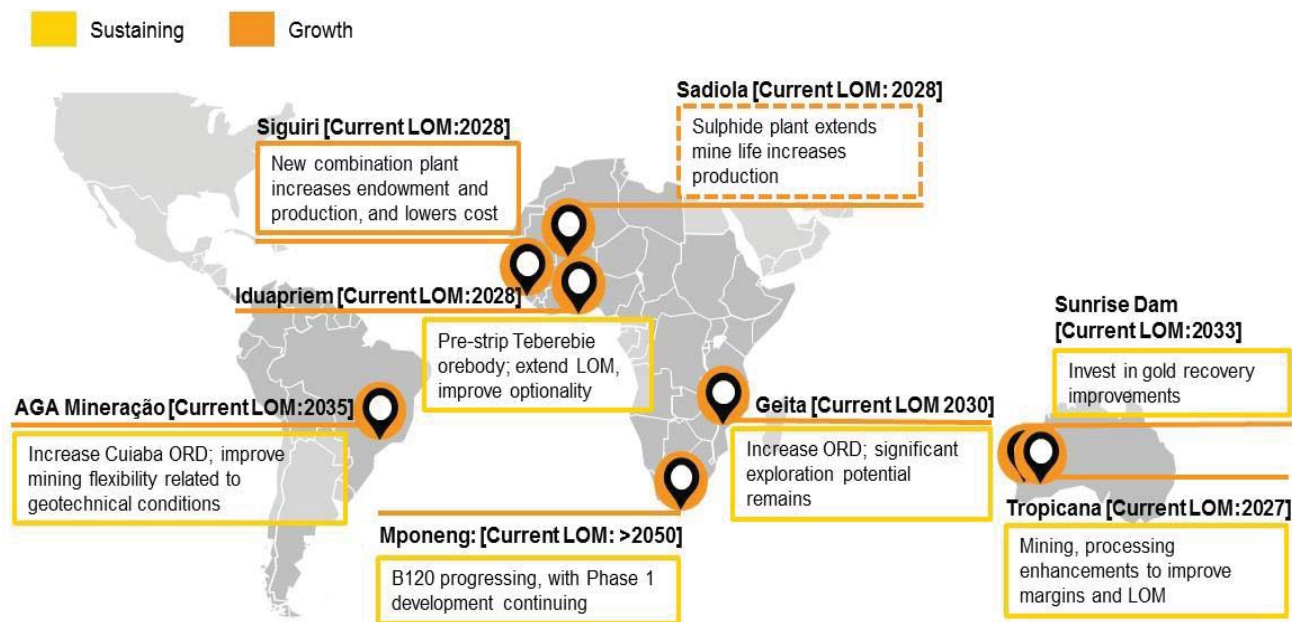 Sustaining
Growth
Sadiola [Current LOM: 2028]
Sulphide plant extends
mine life increases
production
Siguiri [Current LOM:2028]
New combination plant
increases endowment and
production, and lowers cost
Iduapriem [Current LOM:2028]
Pre-strip Teberebie
orebody; extend LOM,
improve optionality
Sunrise Dam
[Current LOM:2033]
Invest in gold recovery
improvements
AGA Mineração [Current LOM:2035]
Increase Cuiaba ORD; improve
mining flexibility related to
geotechnical conditions
Geita [Current LOM 2030]
Increase ORD; significant
exploration potential
remains
Tropicana [Current LOM:2027]
Mining, processing
enhancements to improve
margins and LOM
Mponeng: [Current LOM: >2050]
B120 progressing, with Phase 1
development continuing